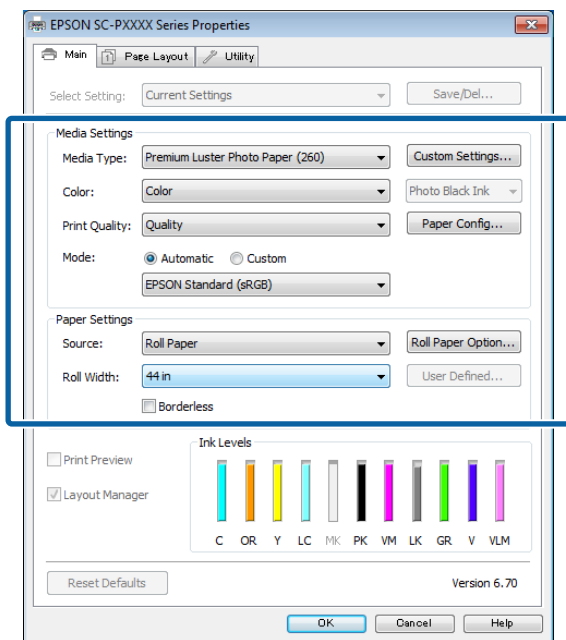 EPSON SC-PXXXX Series Properties
Main Page Layout Utility
Select Setting: Current Settings Save/Del...
Media Settings
Media Type: Premium Luster Photo Paper (260) Custom Settings...
Color: Color Photo Black Ink
Print Quality: Quality Paper Config...
Mode: Automatic Custom
EPSON Standard (sRGB)
Paper Settings
Source: Roll Paper Roll Paper Option...
Roll Width: 44 in User Defined...
Borderless
Print Preview
Layout Manager
Ink Levels
C OR Y LC MK PK VM LK GR V VLM
Reset Defaults Version 6.70
OK Cancel Help